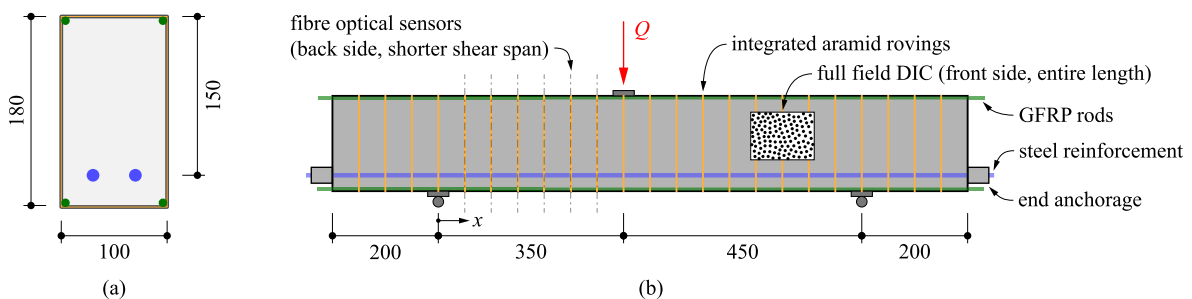 180
150
100
(a)
fibre optical sensors
(back side, shorter shear span)
Q
integrated aramid rovings
full field DIC (front side, entire length)
GFRP rods
steel reinforcement
end anchorage
x
200
350
450
200
(b)